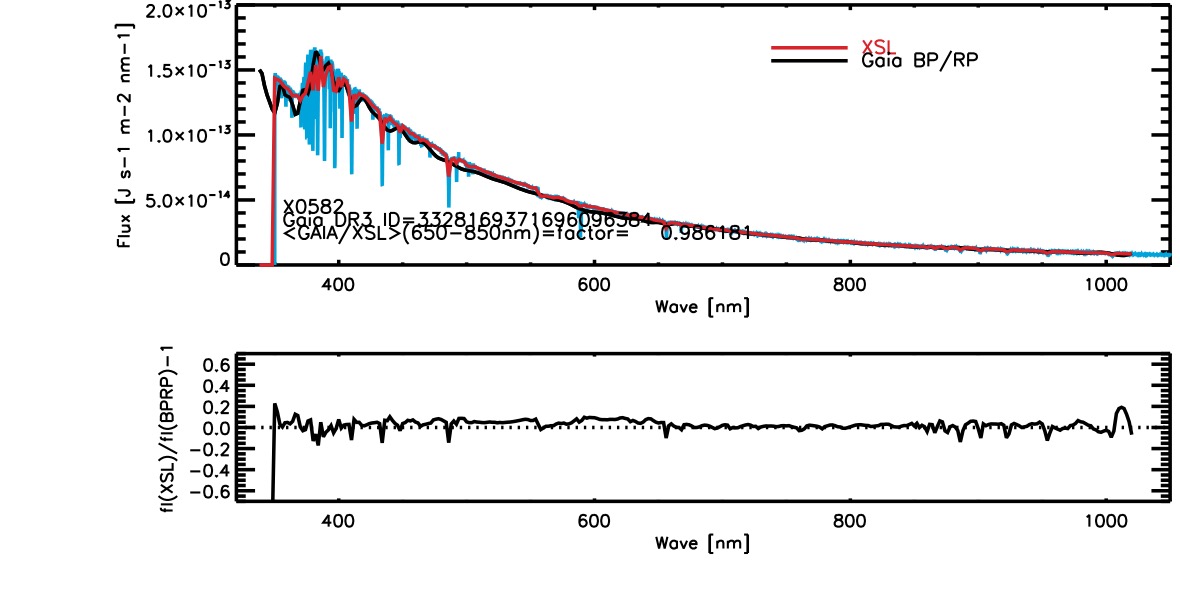 2.0×10−13
1.5×10−13
1.0×10−13
5.0×10−14
0
Flux [J s−1 m−2 nm−1]
XSL
Gaia BP/RP
X0582
Gaia DR3 ID=3328169371696096384
<GAIA/XSL>(650−850nm)=factor= 0.986181
400 600 800 1000
Wave [nm]
0.6
0.4
0.2
0.0
−0.2
−0.4
−0.6
fl(XSL)/fl(BPRP)−1
400 600 800 1000
Wave [nm]